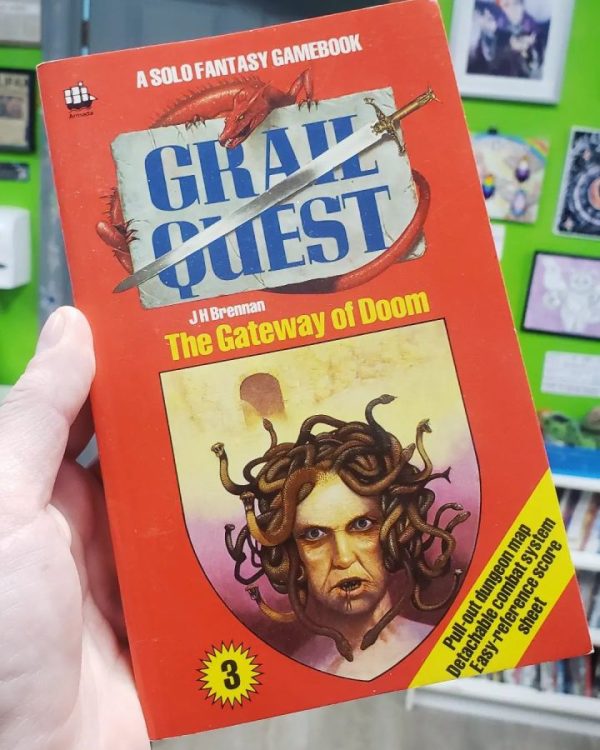 A SOLO FANTASY GAMEBOOK
Armada
GRAIL
QUEST
J H Brennan
The Gateway of Doom
Pull-out dungeon map
Detachable combat system
Easy-reference score
sheet
3